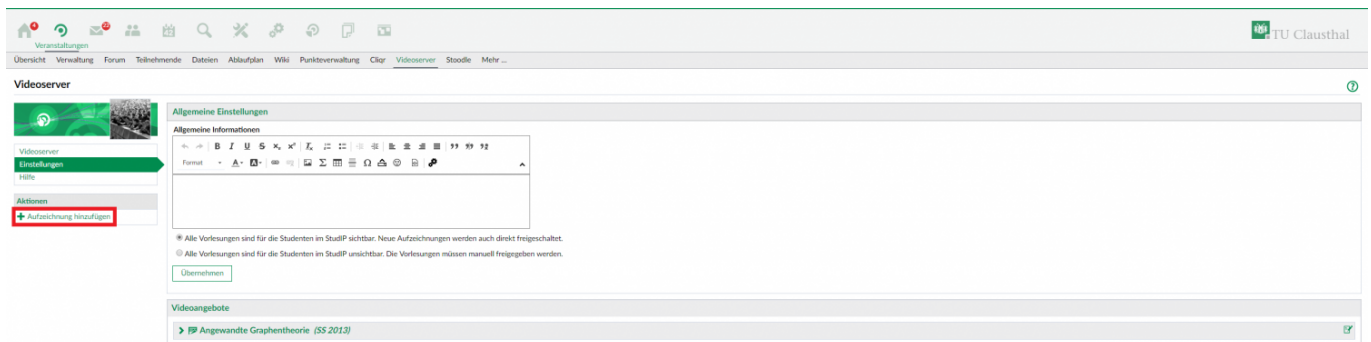 4
22
TU Clausthal
Veranstaltungen
Übersicht Verwaltung Forum Teilnehmende Dateien Ablaufplan Wiki Punkteverwaltung Cliqr Videoserver Stoodle Mehr ...
Videoserver
Videoserver
Einstellungen
Hilfe
Aktionen
Aufzeichnung hinzufügen
Allgemeine Einstellungen
Allgemeine Informationen
Format
Alle Vorlesungen sind für die Studenten im StudIP sichtbar. Neue Aufzeichnungen werden auch direkt freigeschaltet.
Alle Vorlesungen sind für die Studenten im StudIP unsichtbar. Die Vorlesungen müssen manuell freigegeben werden.
Übernehmen
Videoangebote
Angewandte Graphentheorie (SS 2013)